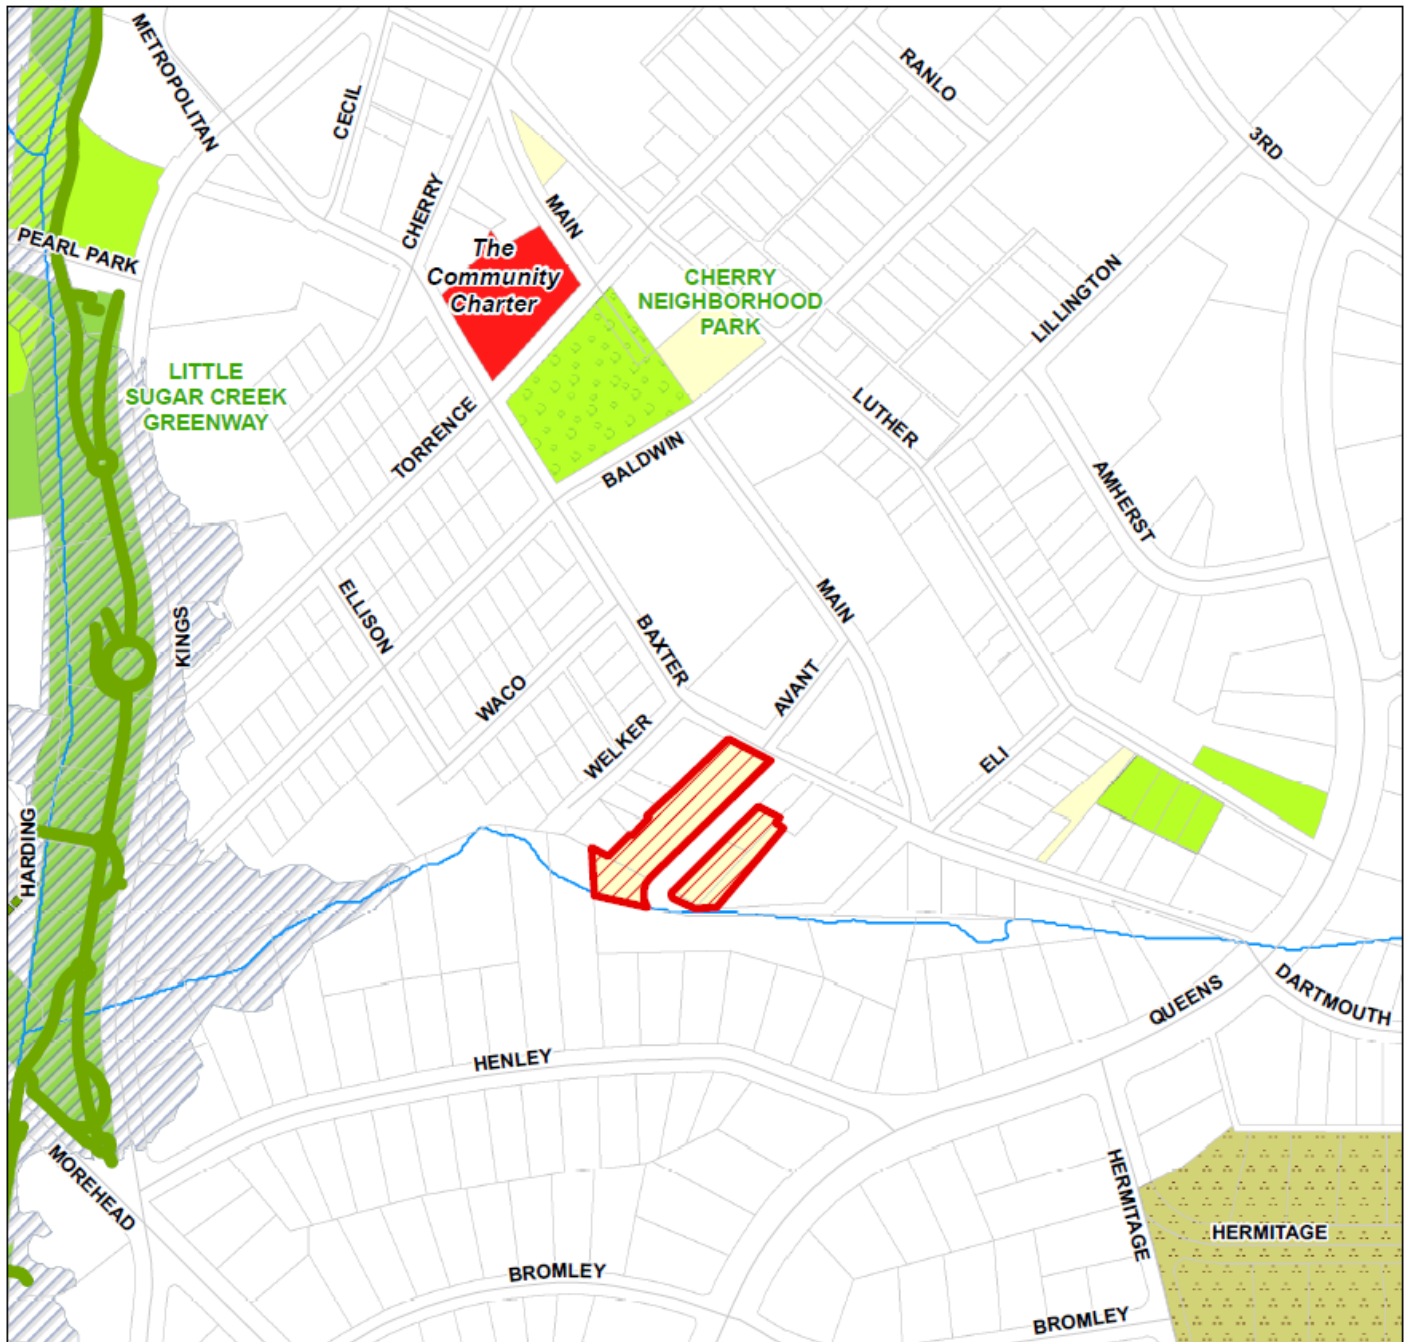 METROPOLITAN
RANLO
CECIL
3RD
CHERRY
MAIN
PEARL PARK
The
Community
Charter
CHERRY
NEIGHBORHOOD
PARK
LILLINGTON
LITTLE
SUGAR CREEK
GREENWAY
TORRENCE
LUTHER
BALDWIN
AMHERST
ELLISON
MAIN
KINGS
BAXTER
AVANT
WACO
WELKER
ELI
HARDING
QUEENS
DARTMOUTH
HENLEY
MOREHEAD
HERMITAGE
HERMITAGE
BROMLEY
BROMLEY